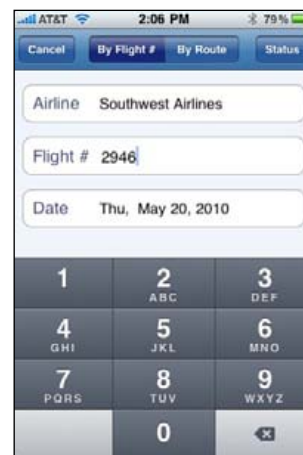 AT&T 2:06 PM 79%
Cancel By Flight # By Route Status
Airline Southwest Airlines
Flight # 2946
Date Thu, May 20, 2010
1 2 ABC 3 DEF
4 GHI 5 JKL 6 MNO
7 PQRS 8 TUV 9 WXYZ
0